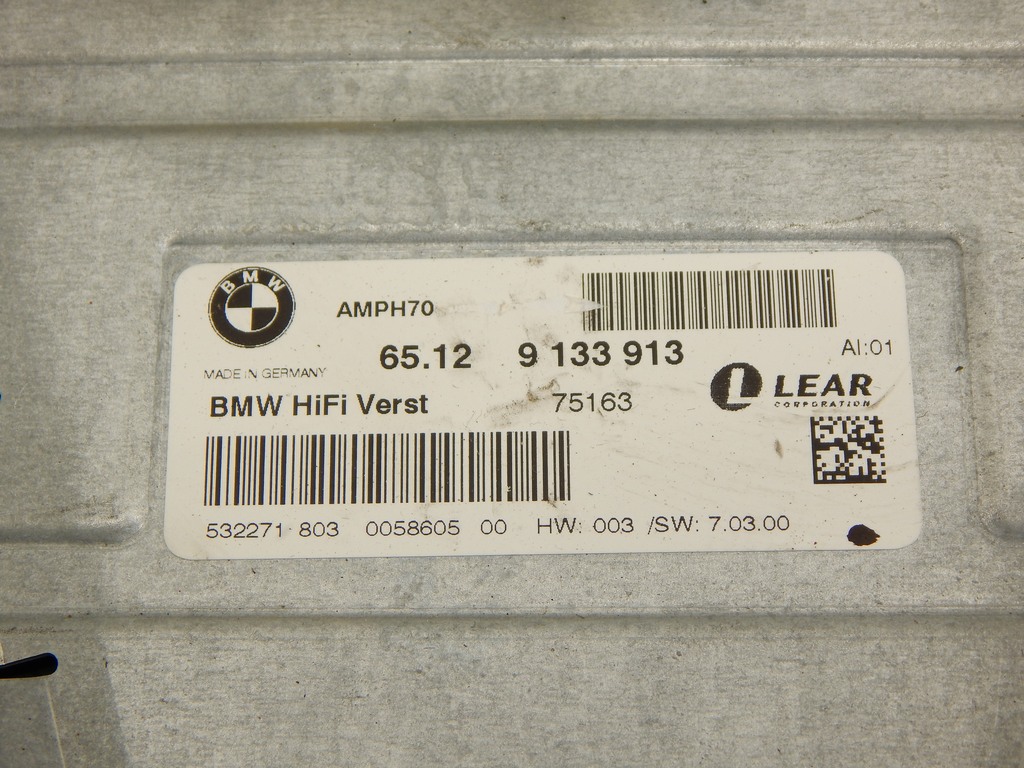 BMW
AMPH70
65.12 9 133 913
AI:01
MADE IN GERMANY
BMW HiFi Verst 75163
LEAR
CORPORATION
532271 803 0058605 00 HW: 003 /SW: 7.03.00